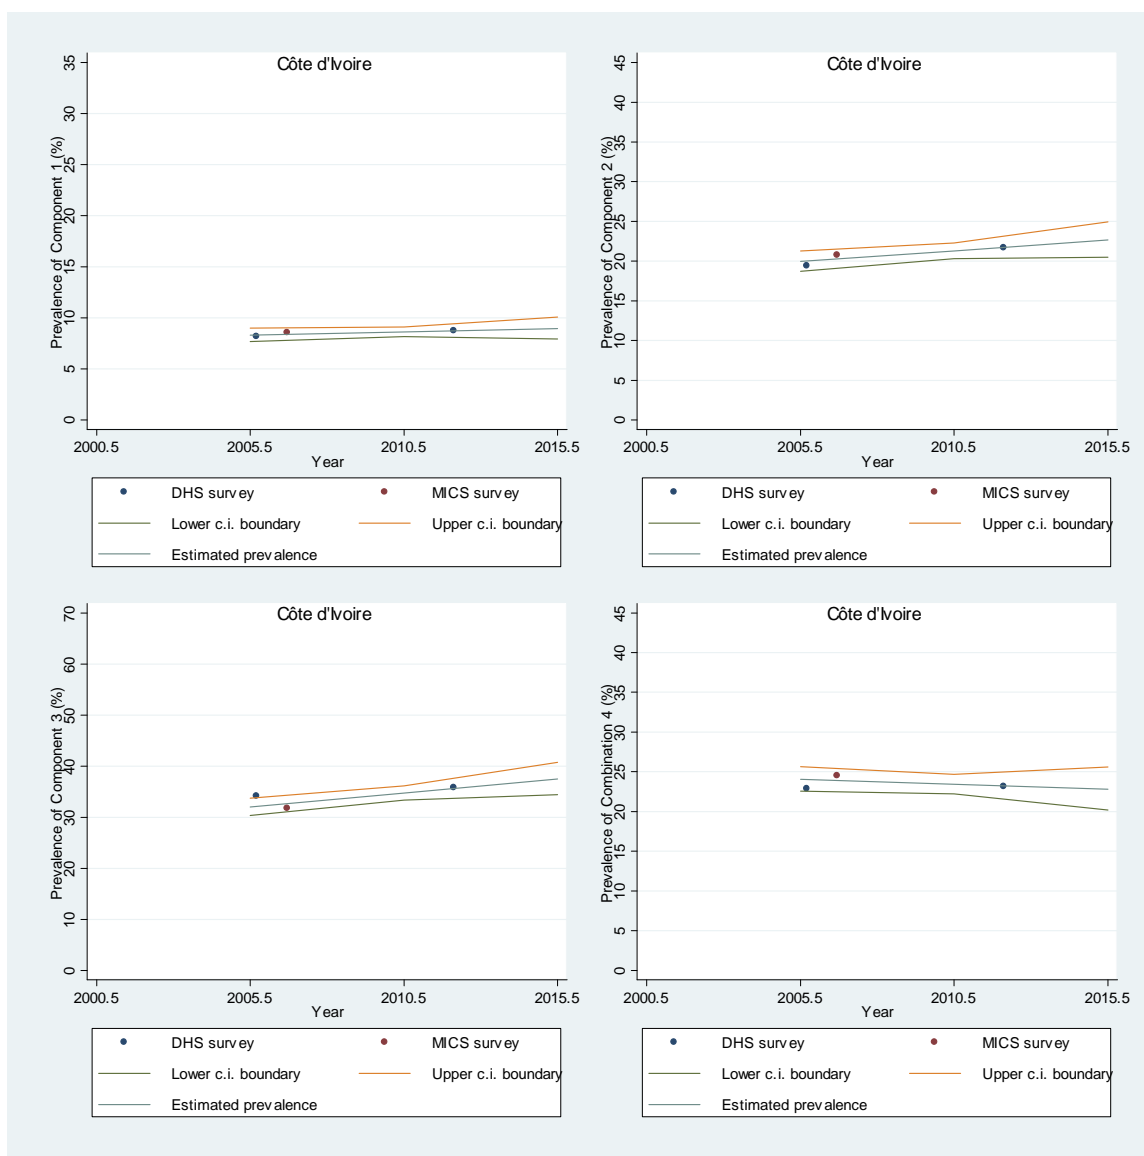 Côte d'Ivoire
Prevalence of Component 1 (%)
35
30
25
20
15
10
5
0
2000.5 2005.5 2010.5 2015.5
Year
DHS survey MICS survey
Lower c.i. boundary Upper c.i. boundary
Estimated prevalence
Côte d'Ivoire
Prevalence of Component 2 (%)
45
40
35
30
25
20
15
10
5
0
2000.5 2005.5 2010.5 2015.5
Year
DHS survey MICS survey
Lower c.i. boundary Upper c.i. boundary
Estimated prevalence
Côte d'Ivoire
Prevalence of Component 3 (%)
70
60
50
40
30
20
10
0
2000.5 2005.5 2010.5 2015.5
Year
DHS survey MICS survey
Lower c.i. boundary Upper c.i. boundary
Estimated prevalence
Côte d'Ivoire
Prevalence of Combination 4 (%)
45
40
35
30
25
20
15
10
5
0
2000.5 2005.5 2010.5 2015.5
Year
DHS survey MICS survey
Lower c.i. boundary Upper c.i. boundary
Estimated prevalence